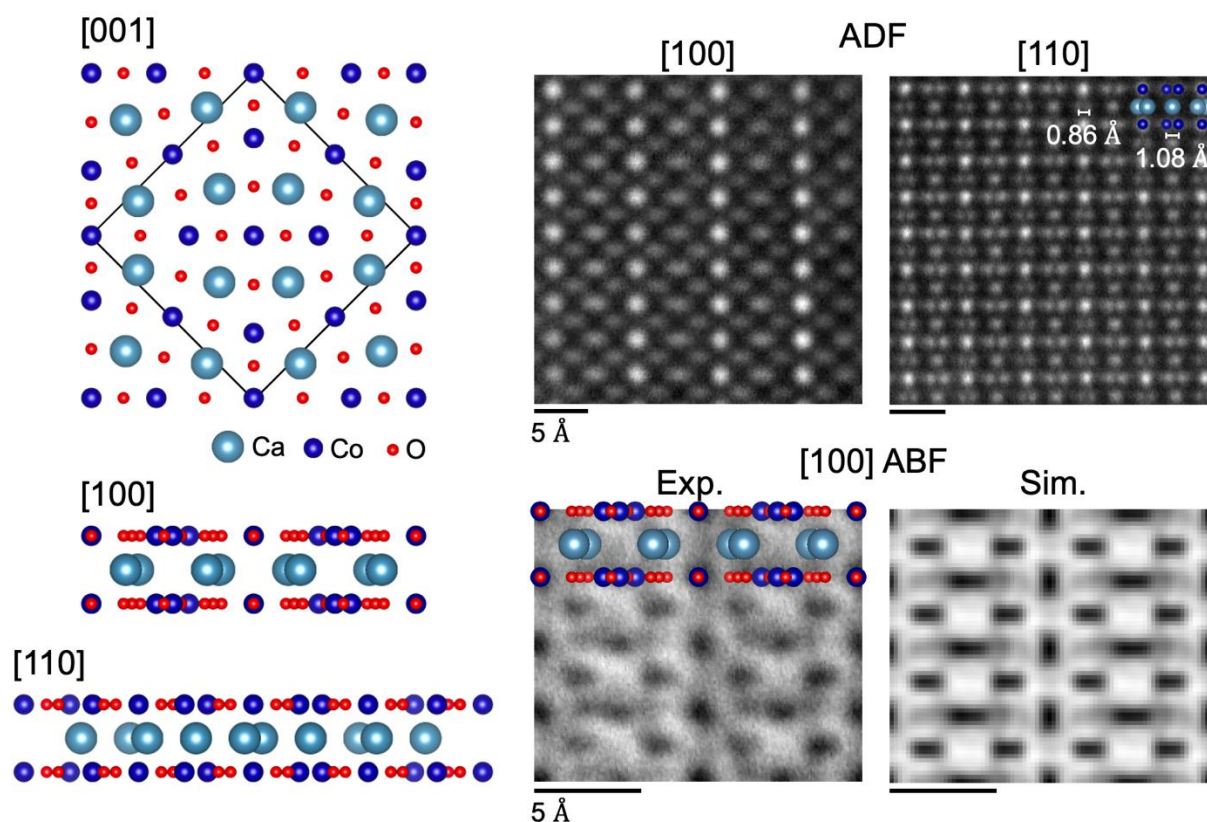 [001]
Ca Co O
[100]
[110]
ADF
[100] [110]
0.86 Å
1.08 Å
5 Å
[100] ABF
Exp. Sim.
5 Å